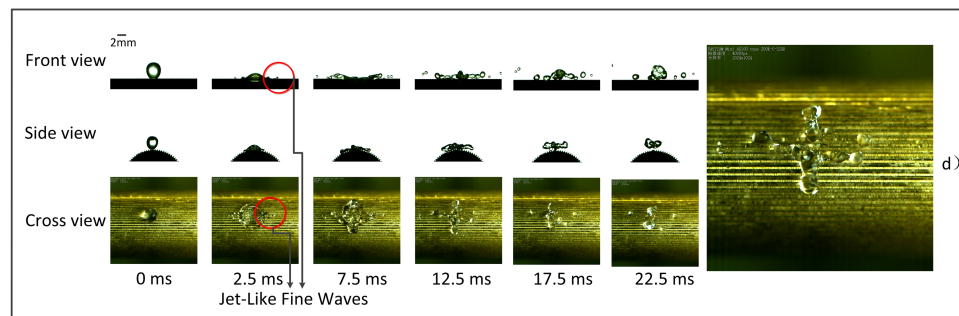 2mm
Front view
Side view
Cross view
0 ms
2.5 ms
7.5 ms
12.5 ms
17.5 ms
22.5 ms
Jet-Like Fine Waves
d)